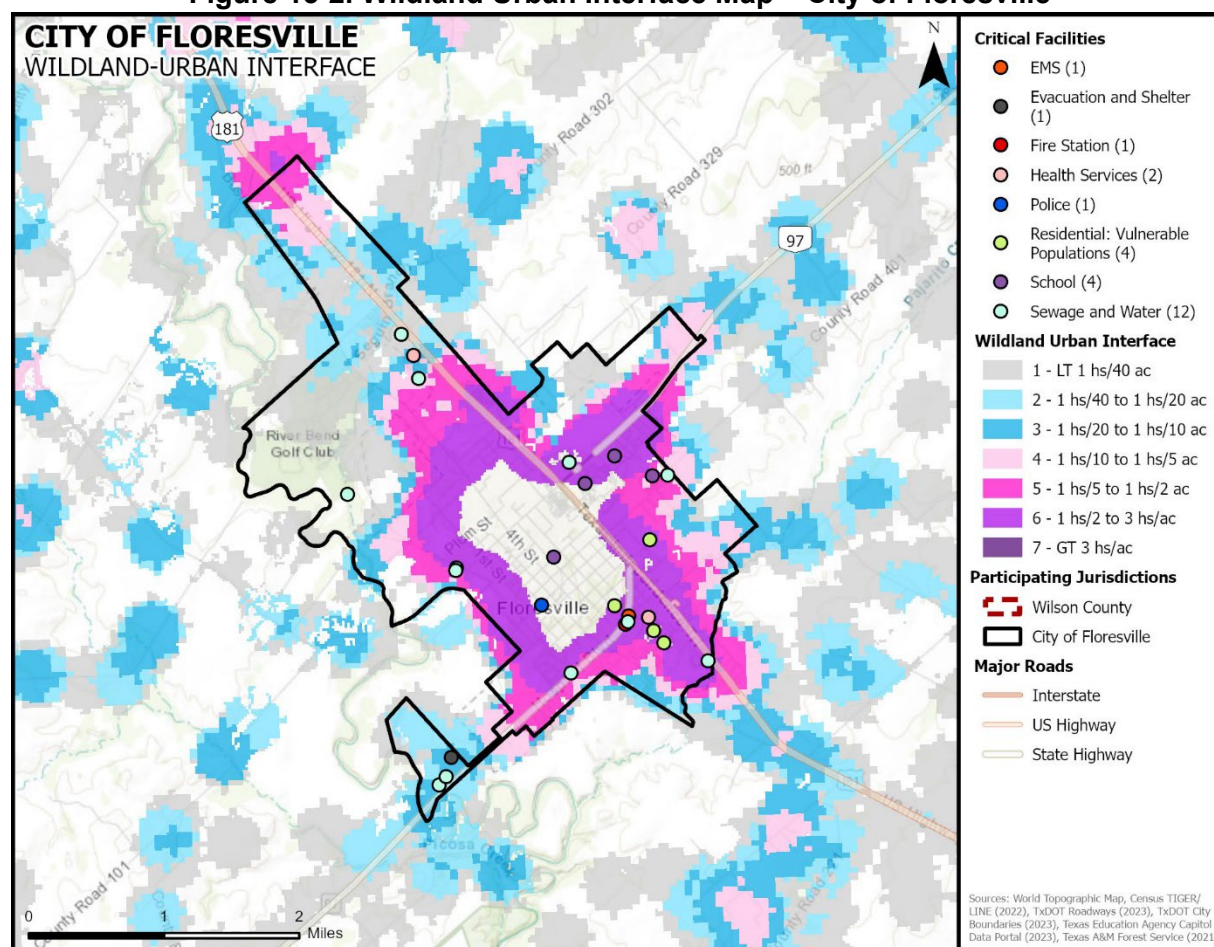 Figure 13-2. Wildland Urban Interface Map – City of Floresville
CITY OF FLORESVILLE
WILDLAND-URBAN INTERFACE
N
181
97
County Road 302
County Road 329
500 ft
County Road 401
River Bend
Golf Club
Plum St
4th St
Floresville
Picosa Creek
County Road 101
0 1 2
Miles
Critical Facilities
EMS (1)
Evacuation and Shelter
(1)
Fire Station (1)
Health Services (2)
Police (1)
Residential: Vulnerable
Populations (4)
School (4)
Sewage and Water (12)
Wildland Urban Interface
1 - LT 1 hs/40 ac
2 - 1 hs/40 to 1 hs/20 ac
3 - 1 hs/20 to 1 hs/10 ac
4 - 1 hs/10 to 1 hs/5 ac
5 - 1 hs/5 to 1 hs/2 ac
6 - 1 hs/2 to 3 hs/ac
7 - GT 3 hs/ac
Participating Jurisdictions
Wilson County
City of Floresville
Major Roads
Interstate
US Highway
State Highway
Sources: World Topographic Map, Census TIGER/
LINE (2022), TxDOT Roadways (2023), TxDOT City
Boundaries (2023), Texas Education Agency Capitol
Data Portal (2023), Texas A&M Forest Service (2021